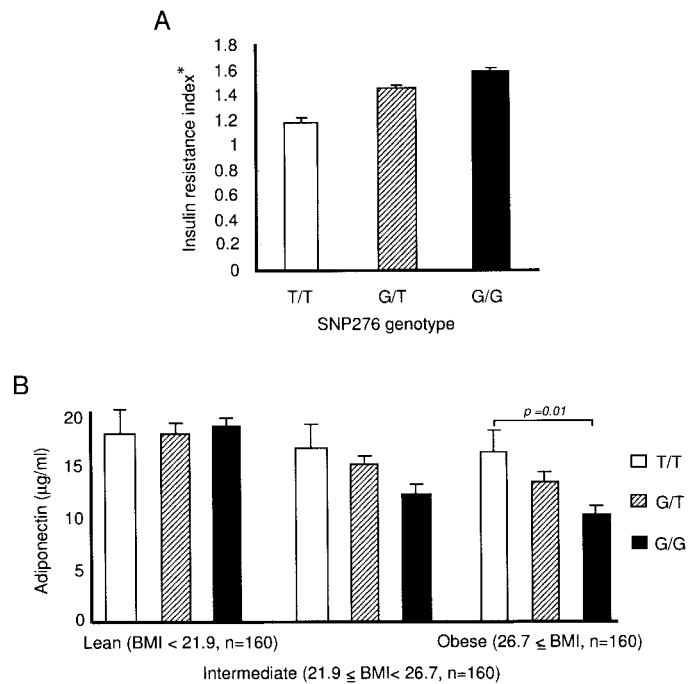 A
Insulin resistance index*
1.8
1.6
1.4
1.2
1
0.8
0.6
0.4
0.2
0
T/T G/T G/G
SNP276 genotype
B
Adiponectin (μg/ml)
20
15
10
5
0
p =0.01
T/T
G/T
G/G
Lean (BMI < 21.9, n=160) Obese (26.7 ≦ BMI, n=160)
Intermediate (21.9 ≦ BMI< 26.7, n=160)